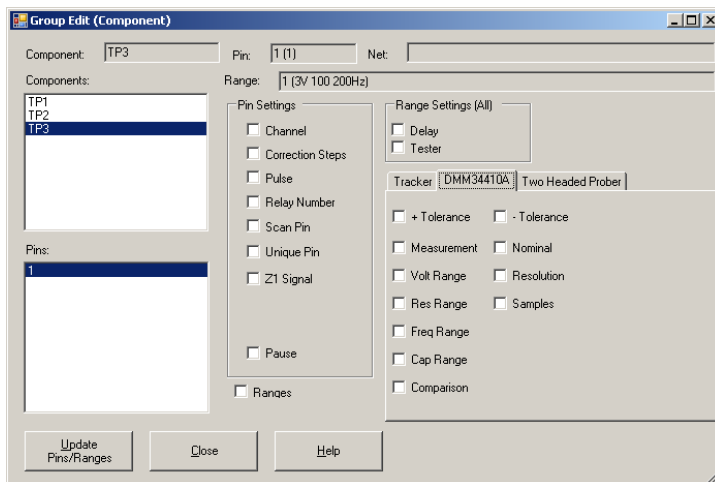 Group Edit (Component)
Component: TP3 Pin: 1 (1) Net:
Components: Range: 1 (3V 100 200Hz)
TP1
TP2
TP3
Pins:
1
Pin Settings
Channel
Correction Steps
Pulse
Relay Number
Scan Pin
Unique Pin
Z1 Signal
Pause
Ranges
Range Settings (All)
Delay
Tester
Tracker DMM34410A Two Headed Prober
+ Tolerance - Tolerance
Measurement Nominal
Volt Range Resolution
Res Range Samples
Freq Range
Cap Range
Comparison
Update
Pins/Ranges
Close
Help